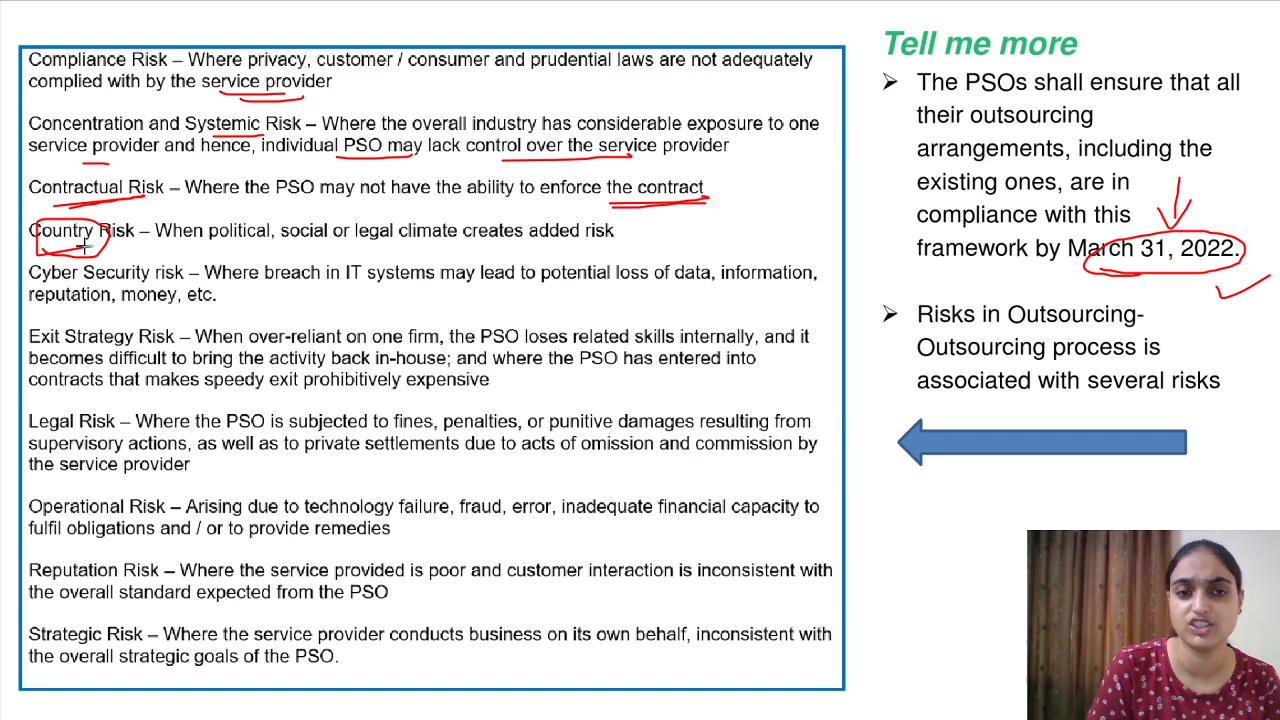 Compliance Risk – Where privacy, customer / consumer and prudential laws are not adequately
complied with by the service provider
Concentration and Systemic Risk – Where the overall industry has considerable exposure to one
service provider and hence, individual PSO may lack control over the service provider
Contractual Risk – Where the PSO may not have the ability to enforce the contract
Country Risk – When political, social or legal climate creates added risk
Cyber Security risk – Where breach in IT systems may lead to potential loss of data, information,
reputation, money, etc.
Exit Strategy Risk – When over-reliant on one firm, the PSO loses related skills internally, and it
becomes difficult to bring the activity back in-house; and where the PSO has entered into
contracts that makes speedy exit prohibitively expensive
Legal Risk – Where the PSO is subjected to fines, penalties, or punitive damages resulting from
supervisory actions, as well as to private settlements due to acts of omission and commission by
the service provider
Operational Risk – Arising due to technology failure, fraud, error, inadequate financial capacity to
fulfil obligations and / or to provide remedies
Reputation Risk – Where the service provided is poor and customer interaction is inconsistent with
the overall standard expected from the PSO
Strategic Risk – Where the service provider conducts business on its own behalf, inconsistent with
the overall strategic goals of the PSO.
Tell me more
➢ The PSOs shall ensure that all
their outsourcing
arrangements, including the
existing ones, are in
compliance with this
framework by March 31, 2022.
➢ Risks in Outsourcing-
Outsourcing process is
associated with several risks